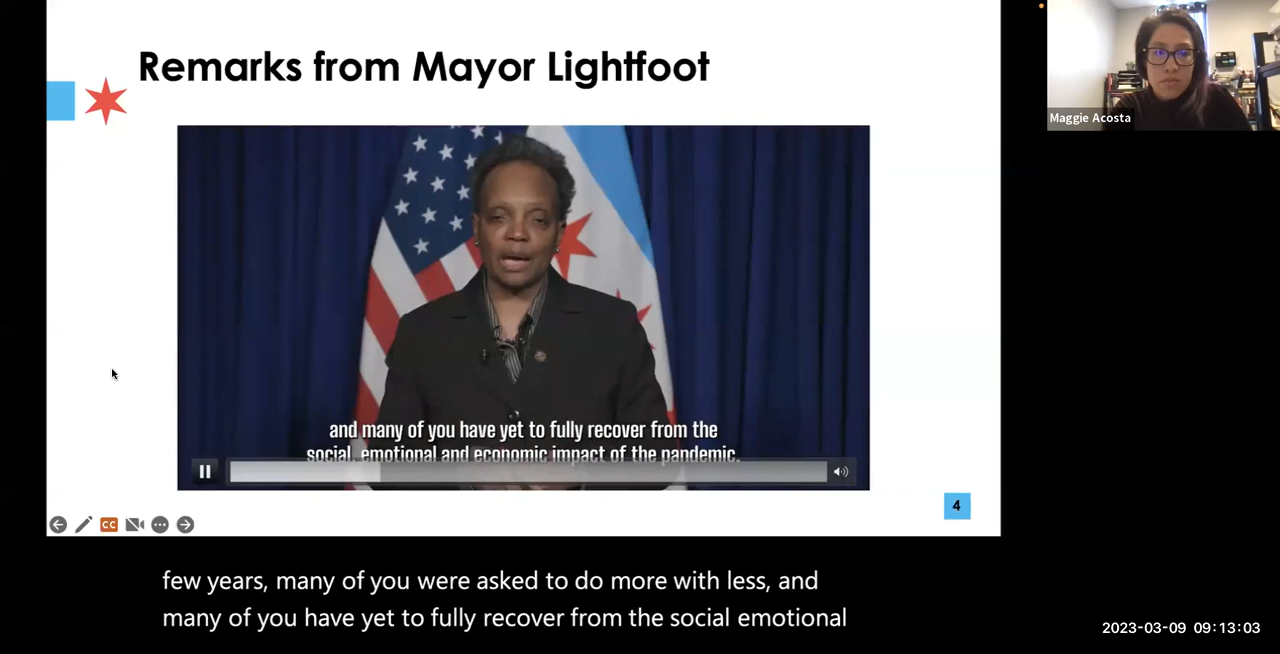 Remarks from Mayor Lightfoot
Maggie Acosta
and many of you have yet to fully recover from the
social, emotional and economic impact of the pandemic.
4
CC
few years, many of you were asked to do more with less, and
many of you have yet to fully recover from the social emotional
2023-03-09 09:13:03